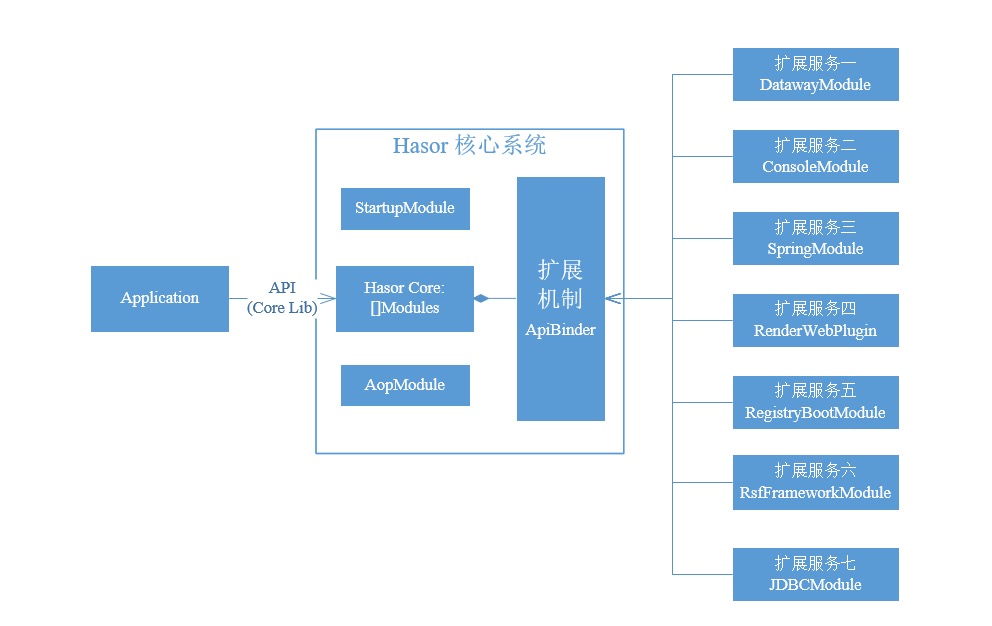 Application
API
(Core Lib)
Hasor 核心系统
StartupModule
Hasor Core:
[]Modules
AopModule
扩展
机制
ApiBinder
扩展服务一
DatawayModule
扩展服务二
ConsoleModule
扩展服务三
SpringModule
扩展服务四
RenderWebPlugin
扩展服务五
RegistryBootModule
扩展服务六
RsfFrameworkModule
扩展服务七
JDBCModule